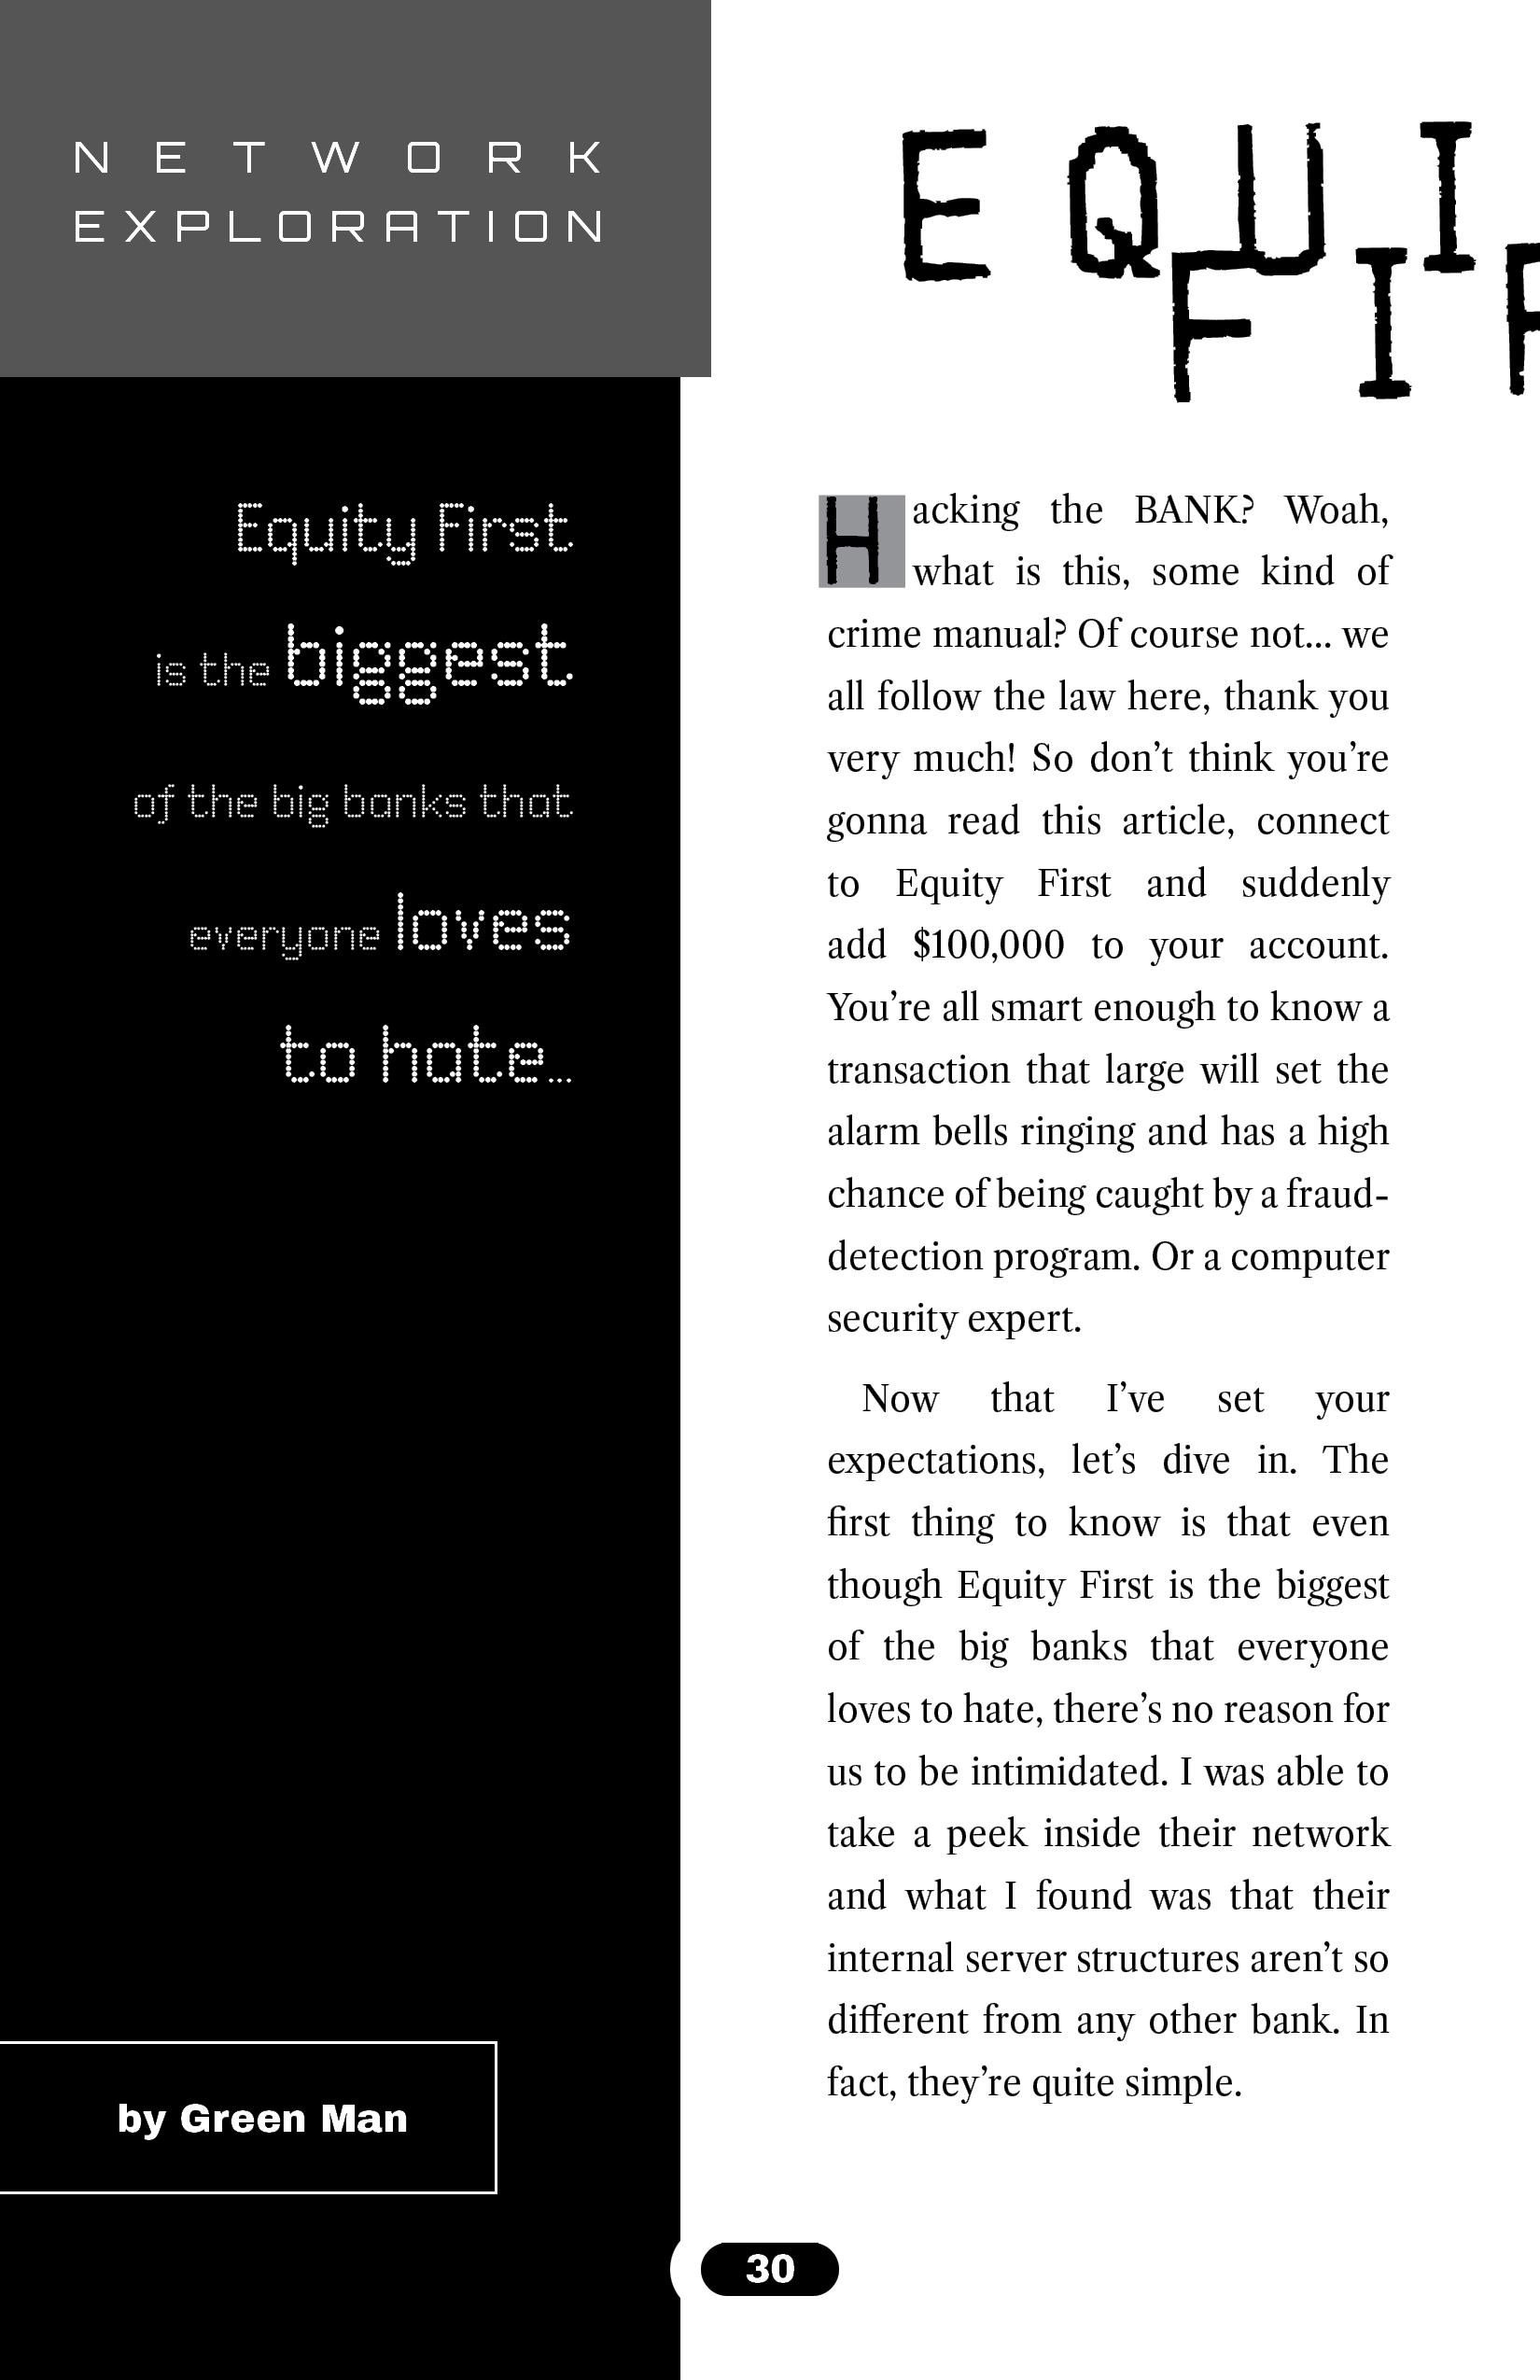 NETWORK
EXPLORATION
EQUI
FI
Equity First
is the biggest
of the big banks that
everyone loves
to hate...
by Green Man
Hacking the BANK? Woah,
what is this, some kind of
crime manual? Of course not... we
all follow the law here, thank you
very much! So don’t think you’re
gonna read this article, connect
to Equity First and suddenly
add $100,000 to your account.
You’re all smart enough to know a
transaction that large will set the
alarm bells ringing and has a high
chance of being caught by a fraud-
detection program. Or a computer
security expert.
Now that I’ve set your
expectations, let’s dive in. The
first thing to know is that even
though Equity First is the biggest
of the big banks that everyone
loves to hate, there’s no reason for
us to be intimidated. I was able to
take a peek inside their network
and what I found was that their
internal server structures aren’t so
different from any other bank. In
fact, they’re quite simple.
30